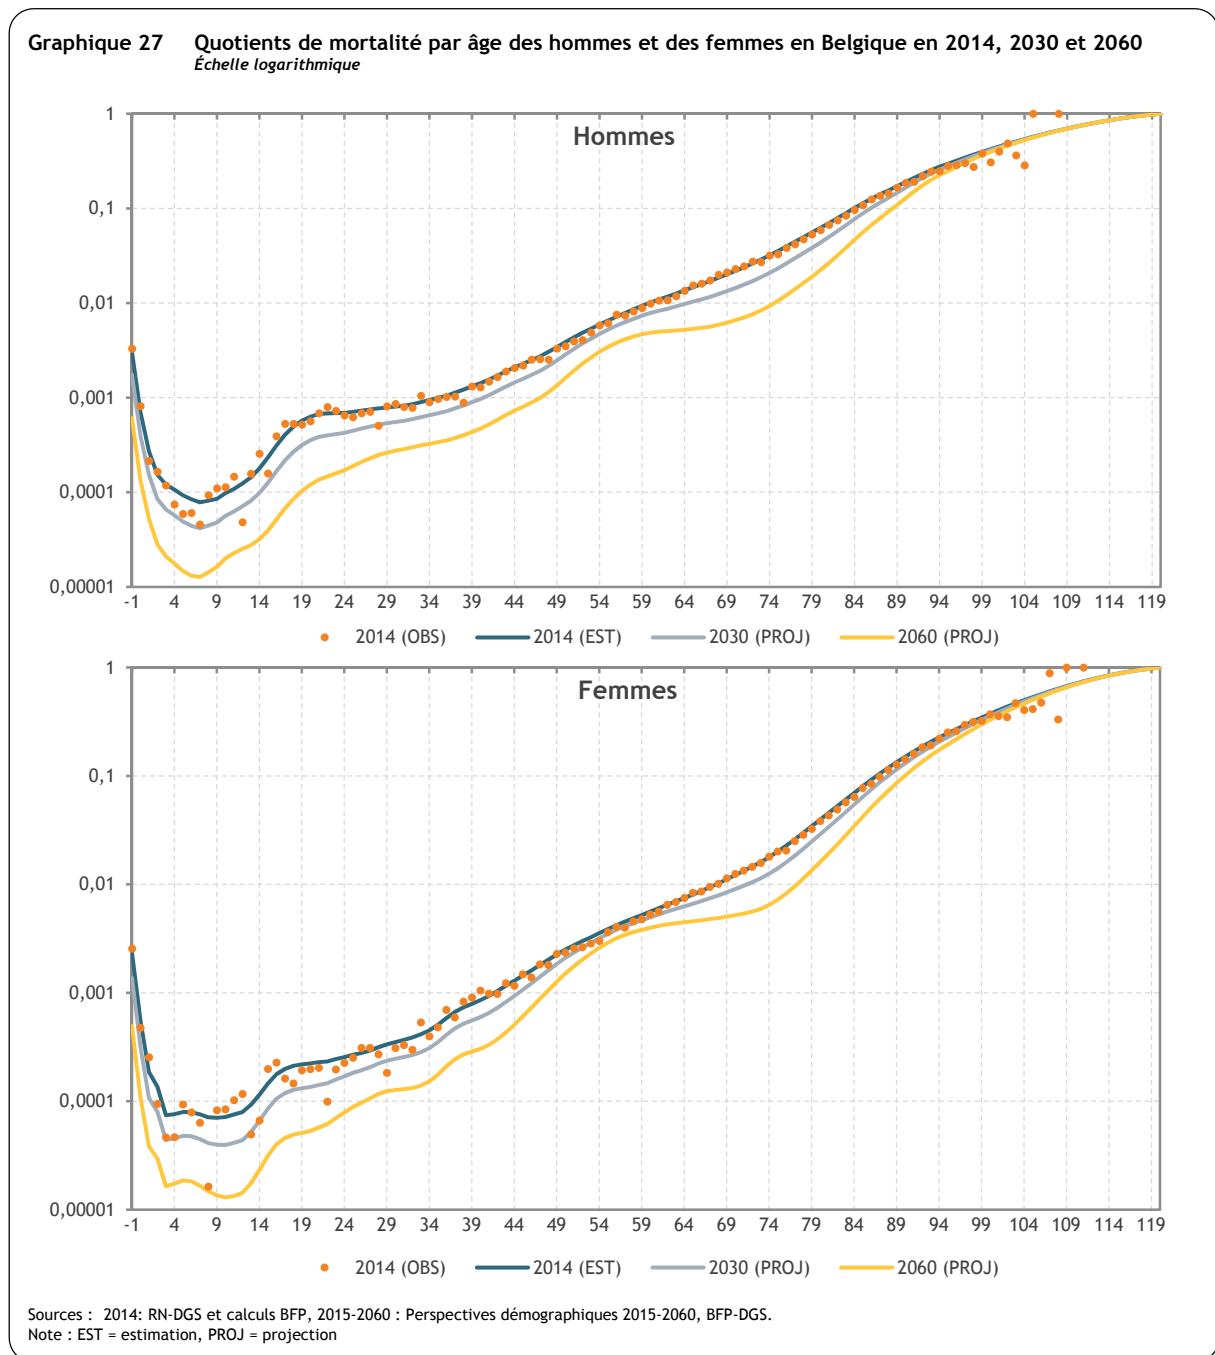 Graphique 27 Quotients de mortalité par âge des hommes et des femmes en Belgique en 2014, 2030 et 2060
Échelle logarithmique
Hommes
1
0,1
0,01
0,001
0,0001
0,00001
-1 4 9 14 19 24 29 34 39 44 49 54 59 64 69 74 79 84 89 94 99 104 109 114 119
2014 (OBS) 2014 (EST) 2030 (PROJ) 2060 (PROJ)
Femmes
1
0,1
0,01
0,001
0,0001
0,00001
-1 4 9 14 19 24 29 34 39 44 49 54 59 64 69 74 79 84 89 94 99 104 109 114 119
2014 (OBS) 2014 (EST) 2030 (PROJ) 2060 (PROJ)
Sources : 2014: RN-DGS et calculs BFP, 2015-2060 : Perspectives démographiques 2015-2060, BFP-DGS.
Note : EST = estimation, PROJ = projection